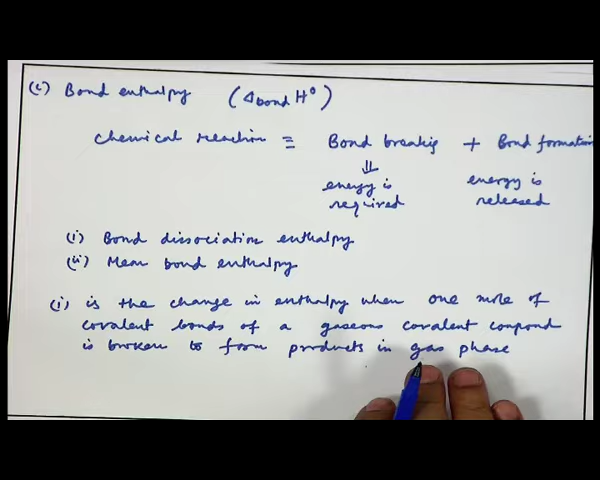 (c) Bond enthalpy (Δbond H°)
chemical reaction ≡ Bond breaking + Bond formation
⇓
energy is required energy is released
(i) Bond dissociation enthalpy
(ii) Mean bond enthalpy
(i) is the change in enthalpy when one mole of
covalent bonds of a gaseous covalent compound
is broken to form products in gas phase